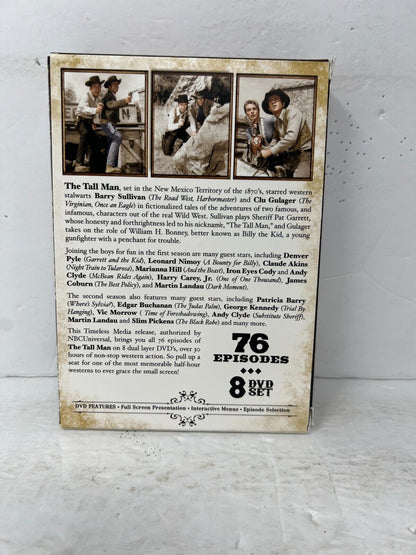 The Tall Man, set in the New Mexico Territory of the 1870's, starred western
stalwarts Barry Sullivan (The Road West, Harbormaster) and Clu Gulager (The
Virginian, Once an Eagle) in fictionalized tales of the adventures of two famous, and
infamous, characters out of the real Wild West. Sullivan plays Sheriff Pat Garrett,
whose honesty and forthrightness led to his nickname, "The Tall Man," and Gulager
takes on the role of William H. Bonney, better known as Billy the Kid, a young
gunfighter with a penchant for trouble.
Joining the boys for fun in the first season are many guest stars, including Denver
Pyle (Garrett and the Kid), Leonard Nimoy (A Bounty for Billy), Claude Akins
(Night Train to Tularosa), Marianna Hill (And the Beast), Iron Eyes Cody and Andy
Clyde (McBean Rides Again), Harry Carey, Jr. (One of One Thousand), James
Coburn (The Best Policy), and Martin Landau (Dark Moment).
The second season also features many guest stars, including Patricia Barry
(Where's Sylvia?), Edgar Buchanan (The Judas Palm), George Kennedy (Trial By
Hanging), Vic Morrow ( Time of Foreshadowing), Andy Clyde (Substitute Sheriff),
Martin Landau and Slim Pickens (The Black Robe) and many more.
This Timeless Media release, authorized by
NBCUniversal, brings you all 76 episodes of
The Tall Man on 8 dual layer DVD's, over 30
hours of non-stop western action. So pull up a
seat for one of the most memorable half-hour
westerns to ever grace the small screen!
76
EPISODES
8 DVD SET
DVD FEATURES • Full Screen Presentation • Interactive Menus • Episode Selection